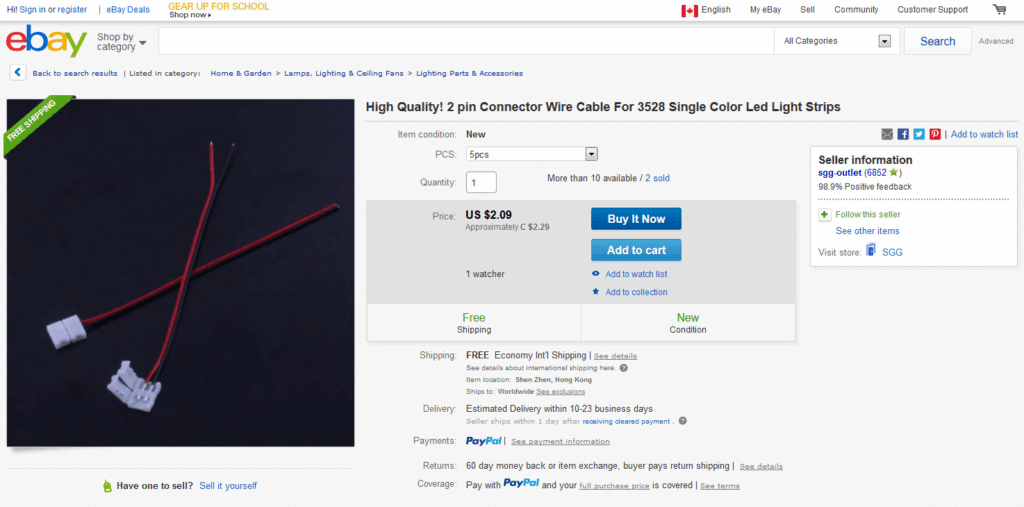 Hi! Sign in or register | eBay Deals
GEAR UP FOR SCHOOL
Shop now
English My eBay Sell Community Customer Support
ebay
Shop by
category
All Categories
Search
Advanced
Back to search results | Listed in category: Home & Garden > Lamps, Lighting & Ceiling Fans > Lighting Parts & Accessories
FREE SHIPPING
High Quality! 2 pin Connector Wire Cable For 3528 Single Color Led Light Strips
Item condition: New
PCS: 5pcs
Quantity: 1
More than 10 available / 2 sold
Price: US $2.09
Approximately C $2.29
Buy It Now
Add to cart
1 watcher
Add to watch list
Add to collection
Free
Shipping
New
Condition
Shipping: FREE Economy Int'l Shipping | See details
See details about international shipping here. ?
Item location: Shen Zhen, Hong Kong
Ships to: Worldwide See exclusions
Delivery: Estimated Delivery within 10-23 business days
Seller ships within 1 day after receiving cleared payment . ?
Payments: PayPal | See payment information
Returns: 60 day money back or item exchange, buyer pays return shipping | See details
Coverage: Pay with PayPal and your full purchase price is covered | See terms
| Add to watch list
Seller information
sgg-outlet (6852)
98.9% Positive feedback
Follow this seller
See other items
Visit store: SGG
Have one to sell? Sell it yourself